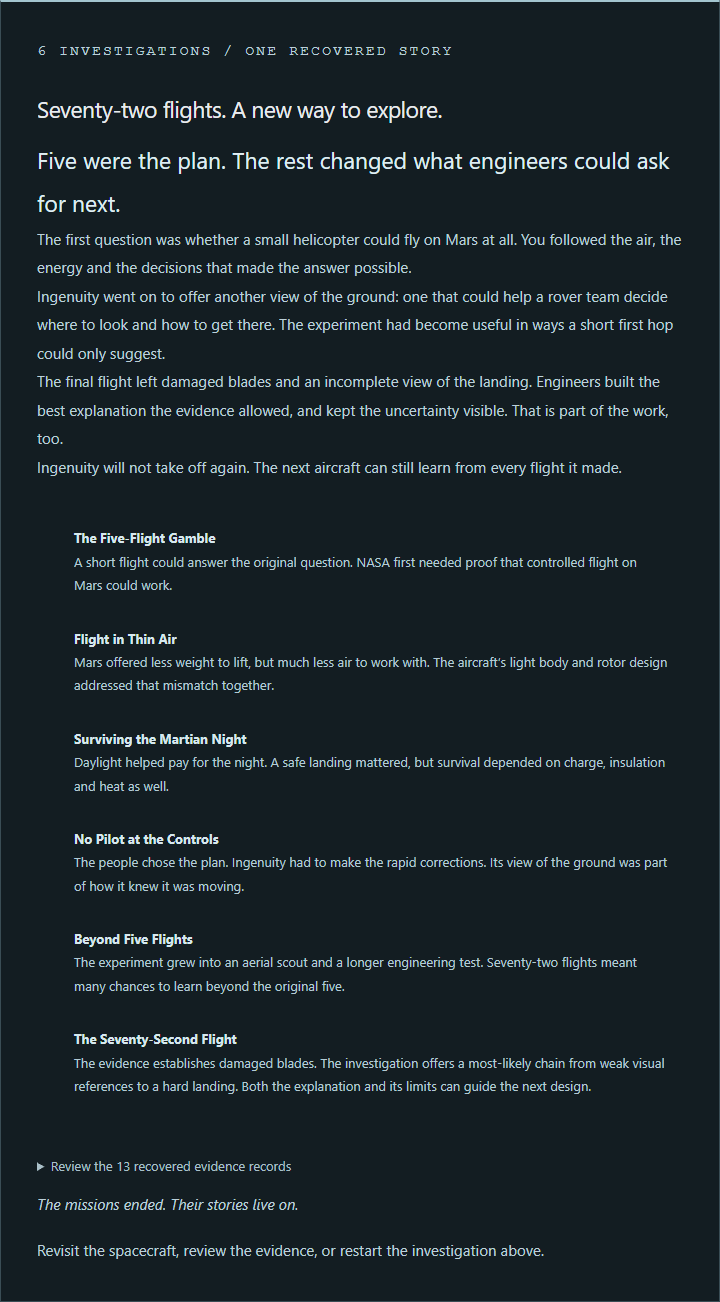 6 INVESTIGATIONS / ONE RECOVERED STORY
Seventy-two flights. A new way to explore.
Five were the plan. The rest changed what engineers could ask
for next.
The first question was whether a small helicopter could fly on Mars at all. You followed the air, the
energy and the decisions that made the answer possible.
Ingenuity went on to offer another view of the ground: one that could help a rover team decide
where to look and how to get there. The experiment had become useful in ways a short first hop
could only suggest.
The final flight left damaged blades and an incomplete view of the landing. Engineers built the
best explanation the evidence allowed, and kept the uncertainty visible. That is part of the work,
too.
Ingenuity will not take off again. The next aircraft can still learn from every flight it made.
The Five-Flight Gamble
A short flight could answer the original question. NASA first needed proof that controlled flight on
Mars could work.
Flight in Thin Air
Mars offered less weight to lift, but much less air to work with. The aircraft's light body and rotor design
addressed that mismatch together.
Surviving the Martian Night
Daylight helped pay for the night. A safe landing mattered, but survival depended on charge, insulation
and heat as well.
No Pilot at the Controls
The people chose the plan. Ingenuity had to make the rapid corrections. Its view of the ground was part
of how it knew it was moving.
Beyond Five Flights
The experiment grew into an aerial scout and a longer engineering test. Seventy-two flights meant
many chances to learn beyond the original five.
The Seventy-Second Flight
The evidence establishes damaged blades. The investigation offers a most-likely chain from weak visual
references to a hard landing. Both the explanation and its limits can guide the next design.
▶ Review the 13 recovered evidence records
The missions ended. Their stories live on.
Revisit the spacecraft, review the evidence, or restart the investigation above.